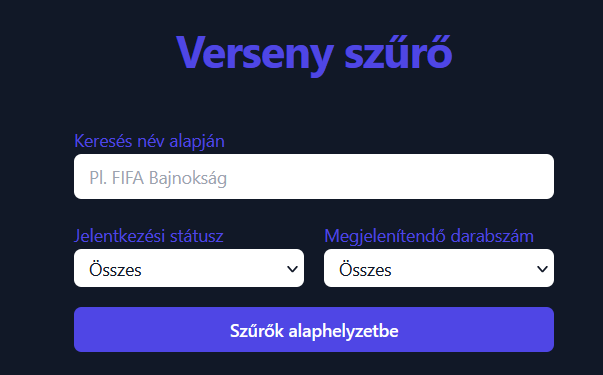 Verseny szűrő
Keresés név alapján
Pl. FIFA Bajnokság
Jelentkezési státusz
Megjelenítendő darabszám
Összes
Összes
Szűrők alaphelyzetbe